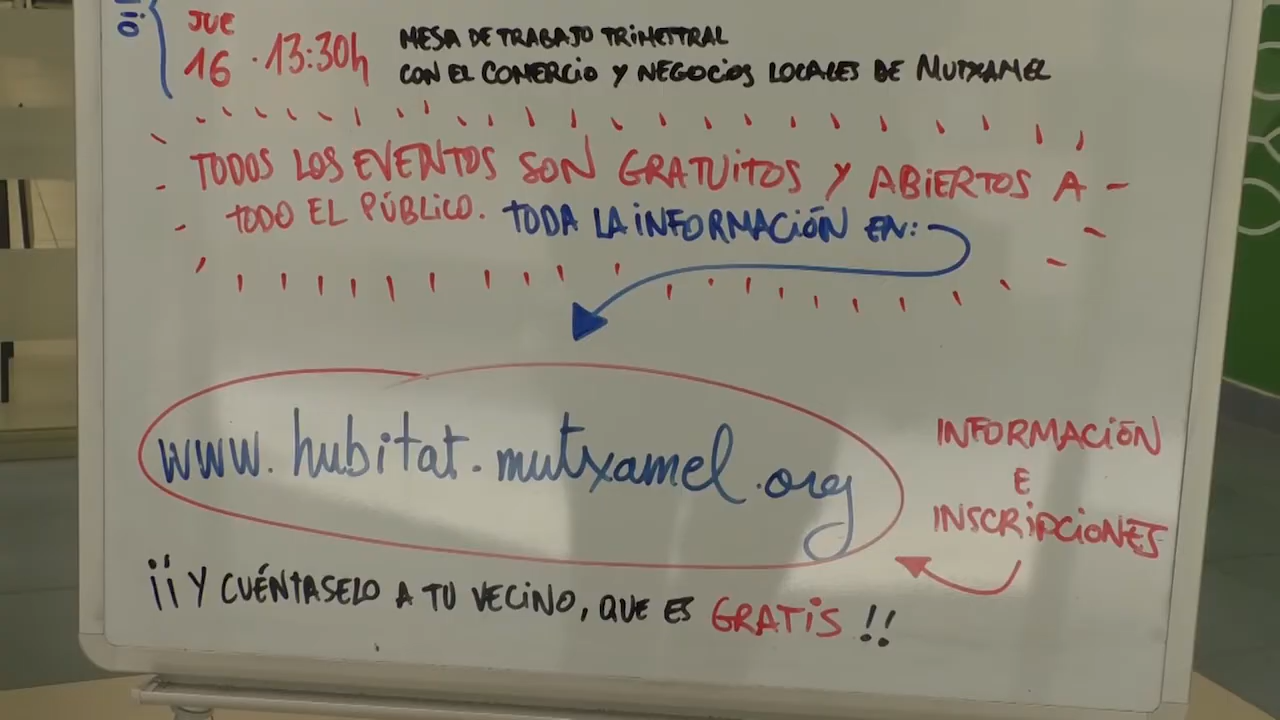 JUE
16 · 13:30h
MESA DE TRABAJO TRIMESTRAL
CON EL COMERCIO Y NEGOCIOS LOCALES DE MUTXAMEL
TODOS LOS EVENTOS SON GRATUITOS Y ABIERTOS A
TODO EL PÚBLICO. TODA LA INFORMACIÓN EN:
www.hubitat.mutxamel.org
INFORMACIÓN
E
INSCRIPCIONES
¡¡Y CUÉNTASELO A TU VECINO, QUE ES GRATIS!!